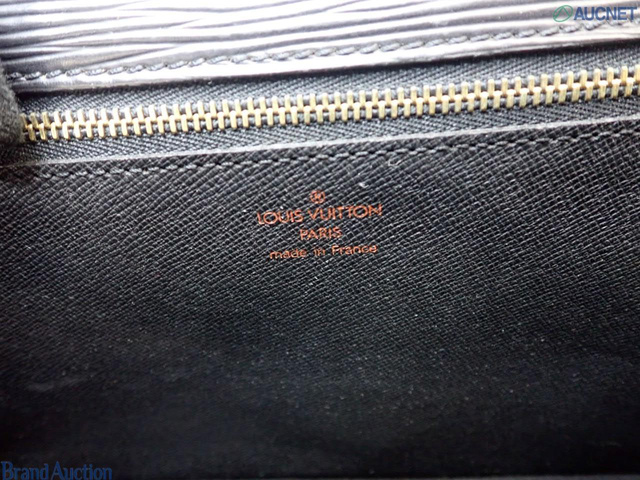 AUCNET
LOUIS VUITTON
PARIS
made in France
Brand Auction